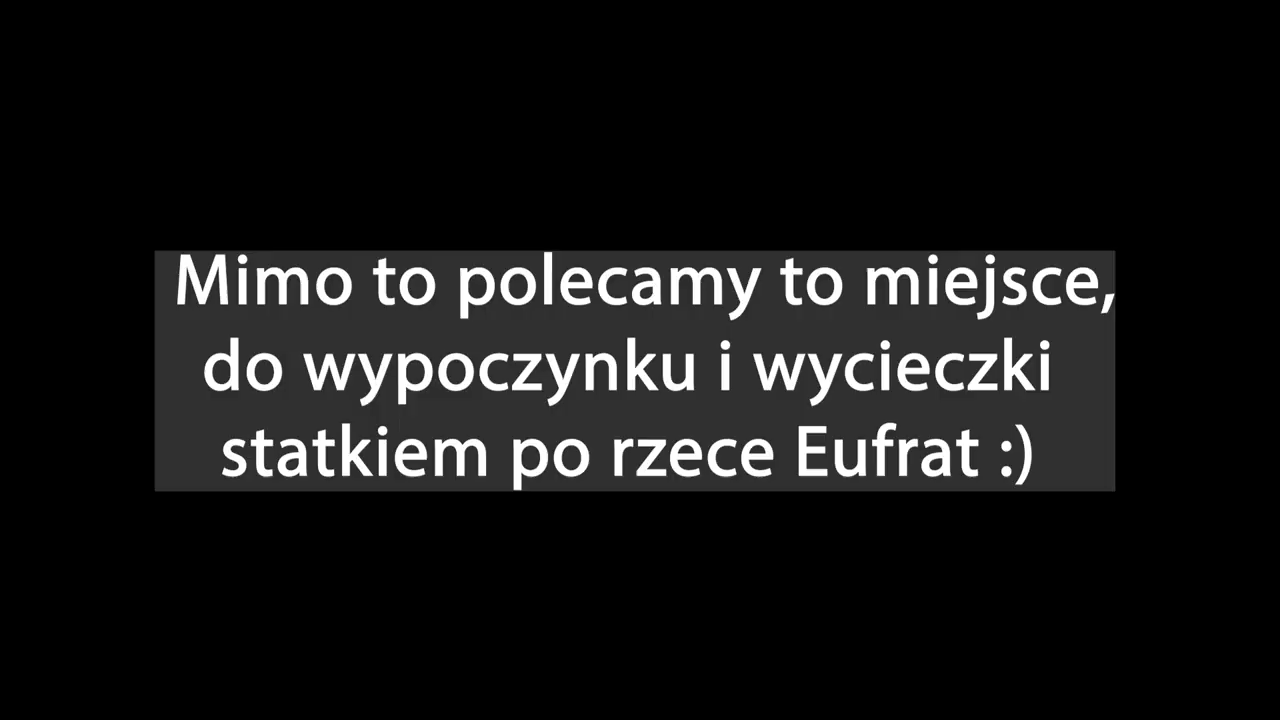 Mimo to polecamy to miejsce,
do wypoczynku i wycieczki
statkiem po rzece Eufrat :)